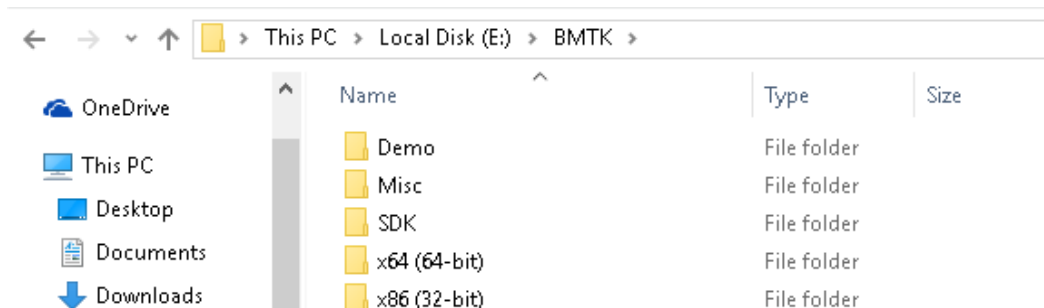 This PC > Local Disk (E:) > BMTK >
OneDrive
This PC
Desktop
Documents
Downloads
Name Type Size
Demo File folder
Misc File folder
SDK File folder
x64 (64-bit) File folder
x86 (32-bit) File folder